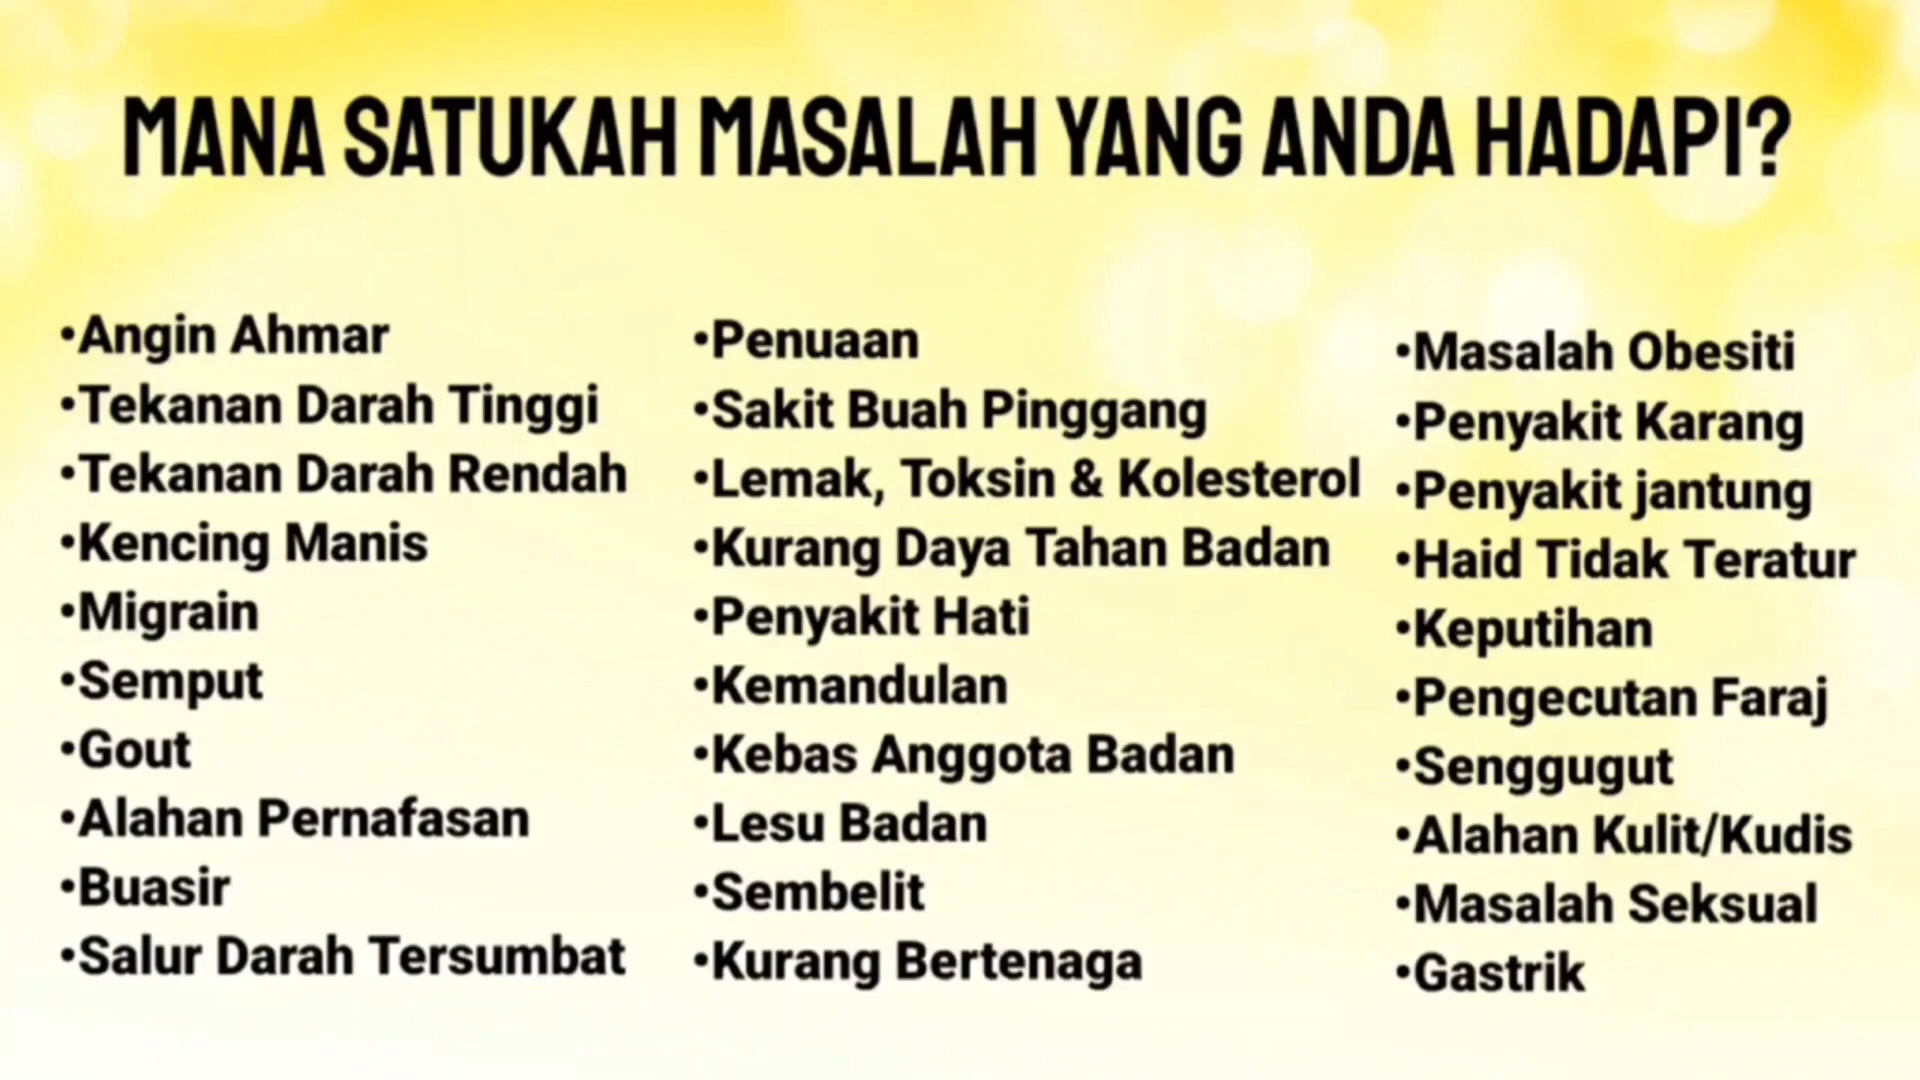 MANA SATUKAH MASALAH YANG ANDA HADAPI?
•Angin Ahmar
•Tekanan Darah Tinggi
•Tekanan Darah Rendah
•Kencing Manis
•Migrain
•Semput
•Gout
•Alahan Pernafasan
•Buasir
•Salur Darah Tersumbat
•Penuaan
•Sakit Buah Pinggang
•Lemak, Toksin & Kolesterol
•Kurang Daya Tahan Badan
•Penyakit Hati
•Kemandulan
•Kebas Anggota Badan
•Lesu Badan
•Sembelit
•Kurang Bertenaga
•Masalah Obesiti
•Penyakit Karang
•Penyakit jantung
•Haid Tidak Teratur
•Keputihan
•Pengecutan Faraj
•Senggugut
•Alahan Kulit/Kudis
•Masalah Seksual
•Gastrik